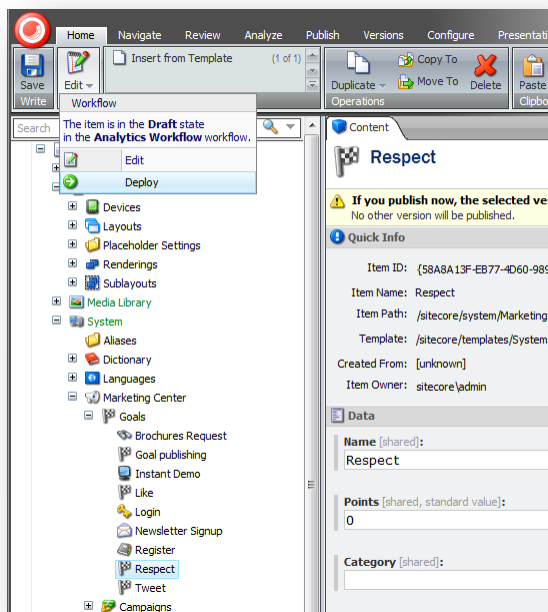 Home Navigate Review Analyze Publish Versions Configure Presentati
Save
Write
Edit
Insert from Template (1 of 1)
Duplicate
Copy To
Move To
Delete
Operations
Paste
Clipbo
Workflow
The item is in the Draft state
in the Analytics Workflow workflow.
Edit
Deploy
Search
Devices
Layouts
Placeholder Settings
Renderings
Sublayouts
Media Library
System
Aliases
Dictionary
Languages
Marketing Center
Goals
Brochures Request
Goal publishing
Instant Demo
Like
Login
Newsletter Signup
Register
Respect
Tweet
Campaigns
Content
Respect
If you publish now, the selected ve
No other version will be published.
Quick Info
Item ID: {58A8A13F-EB77-4D60-989
Item Name: Respect
Item Path: /sitecore/system/Marketing
Template: /sitecore/templates/System
Created From: [unknown]
Item Owner: sitecore\admin
Data
Name [shared]:
Respect
Points [shared, standard value]:
0
Category [shared]: